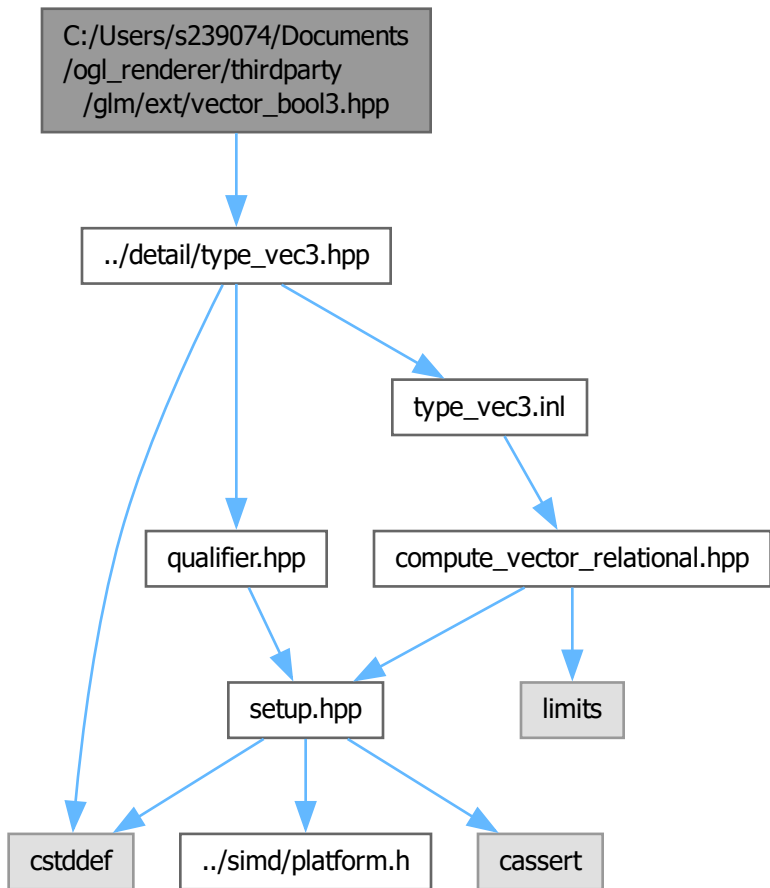 C:/Users/s239074/Documents
/ogl_renderer/thirdparty
/glm/ext/vector_bool3.hpp
../detail/type_vec3.hpp
type_vec3.inl
qualifier.hpp
compute_vector_relational.hpp
setup.hpp
limits
cstddef
../simd/platform.h
cassert